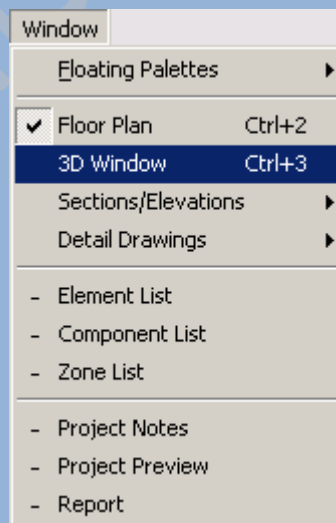 Window
Floating Palettes
Floor Plan Ctrl+2
3D Window Ctrl+3
Sections/Elevations
Detail Drawings
- Element List
- Component List
- Zone List
- Project Notes
- Project Preview
- Report